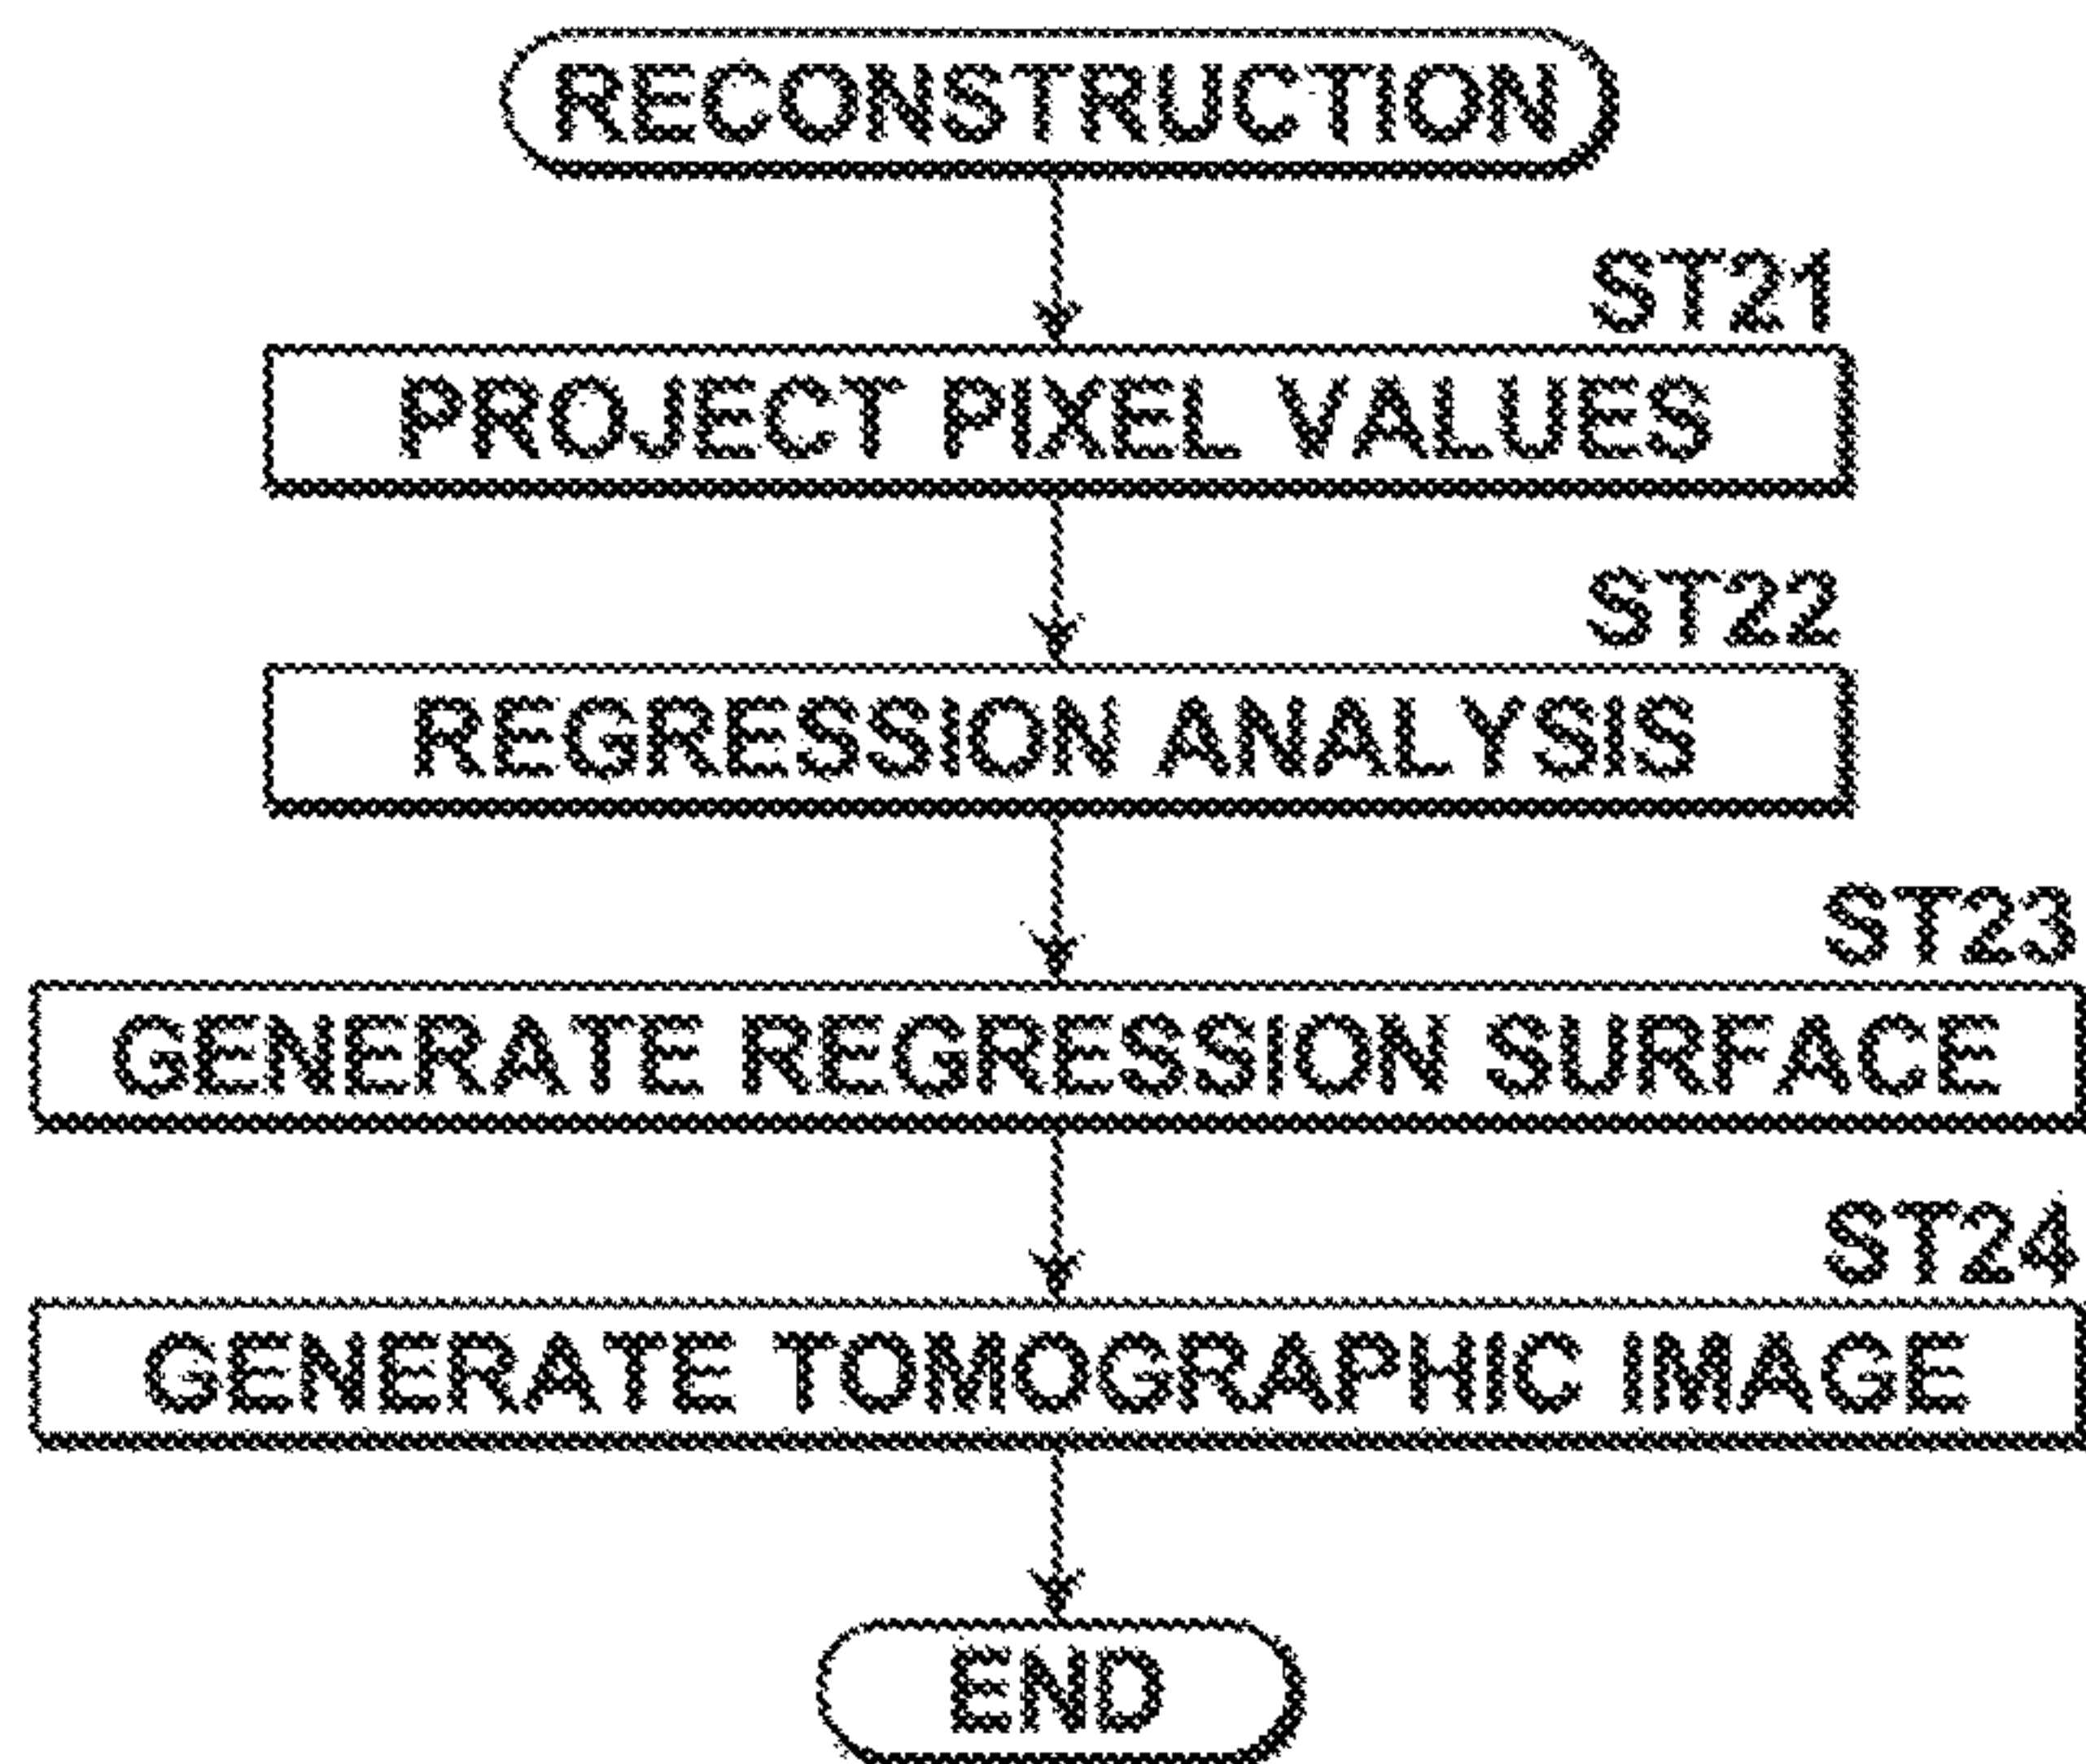 RECONSTRUCTION
ST21
PROJECT PIXEL VALUES
ST22
REGRESSION ANALYSIS
ST23
GENERATE REGRESSION SURFACE
ST24
GENERATE TOMOGRAPHIC IMAGE
END